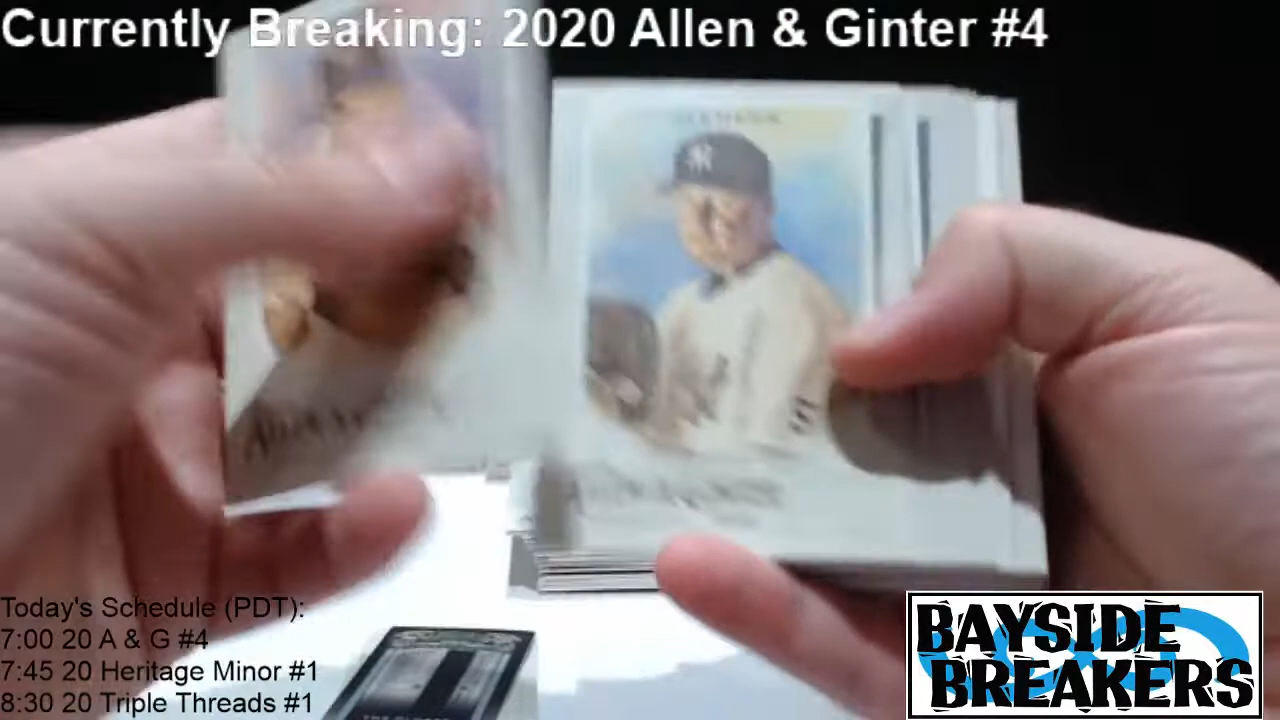 Currently Breaking: 2020 Allen & Ginter #4
NY
Today's Schedule (PDT):
7:00 20 A & G #4
7:45 20 Heritage Minor #1
8:30 20 Triple Threads #1
BAYSIDE
BREAKERS